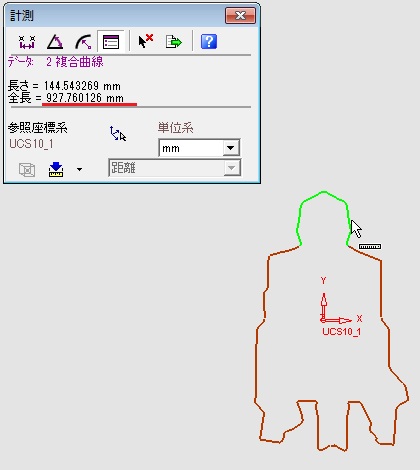 計測
データ: 2 複合曲線
長さ = 144.543269 mm
全長 = 927.760126 mm
参照座標系
単位系
UCS10_1
mm
距離
Y
Z
X
UCS10_1